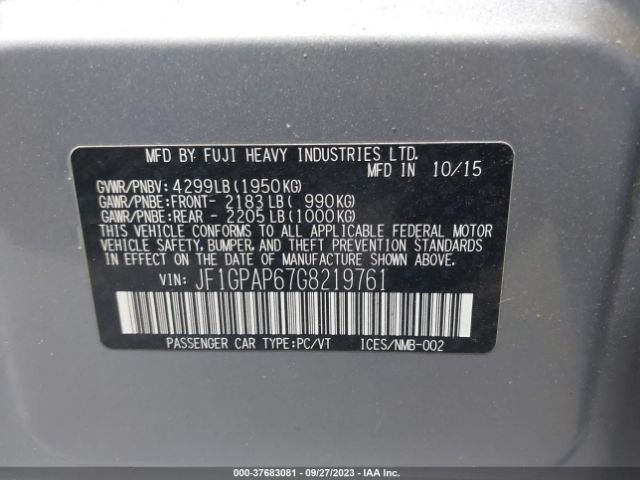 MFD BY FUJI HEAVY INDUSTRIES LTD.
MFD IN 10/15
GVWR/PNBV: 4299LB(1950KG)
GAWR/PNBE:FRONT- 2183LB( 990KG)
GAWR/PNBE:REAR - 2205LB(1000KG)
THIS VEHICLE CONFORMS TO ALL APPLICABLE FEDERAL MOTOR
VEHICLE SAFETY, BUMPER, AND THEFT PREVENTION STANDARDS
IN EFFECT ON THE DATE OF MANUFACTURE SHOWN ABOVE.
VIN: JF1GPAP67G8219761
PASSENGER CAR TYPE:PC/VT ICES/NMB-002
000-37683081 - 09/27/2023 - IAA Inc.